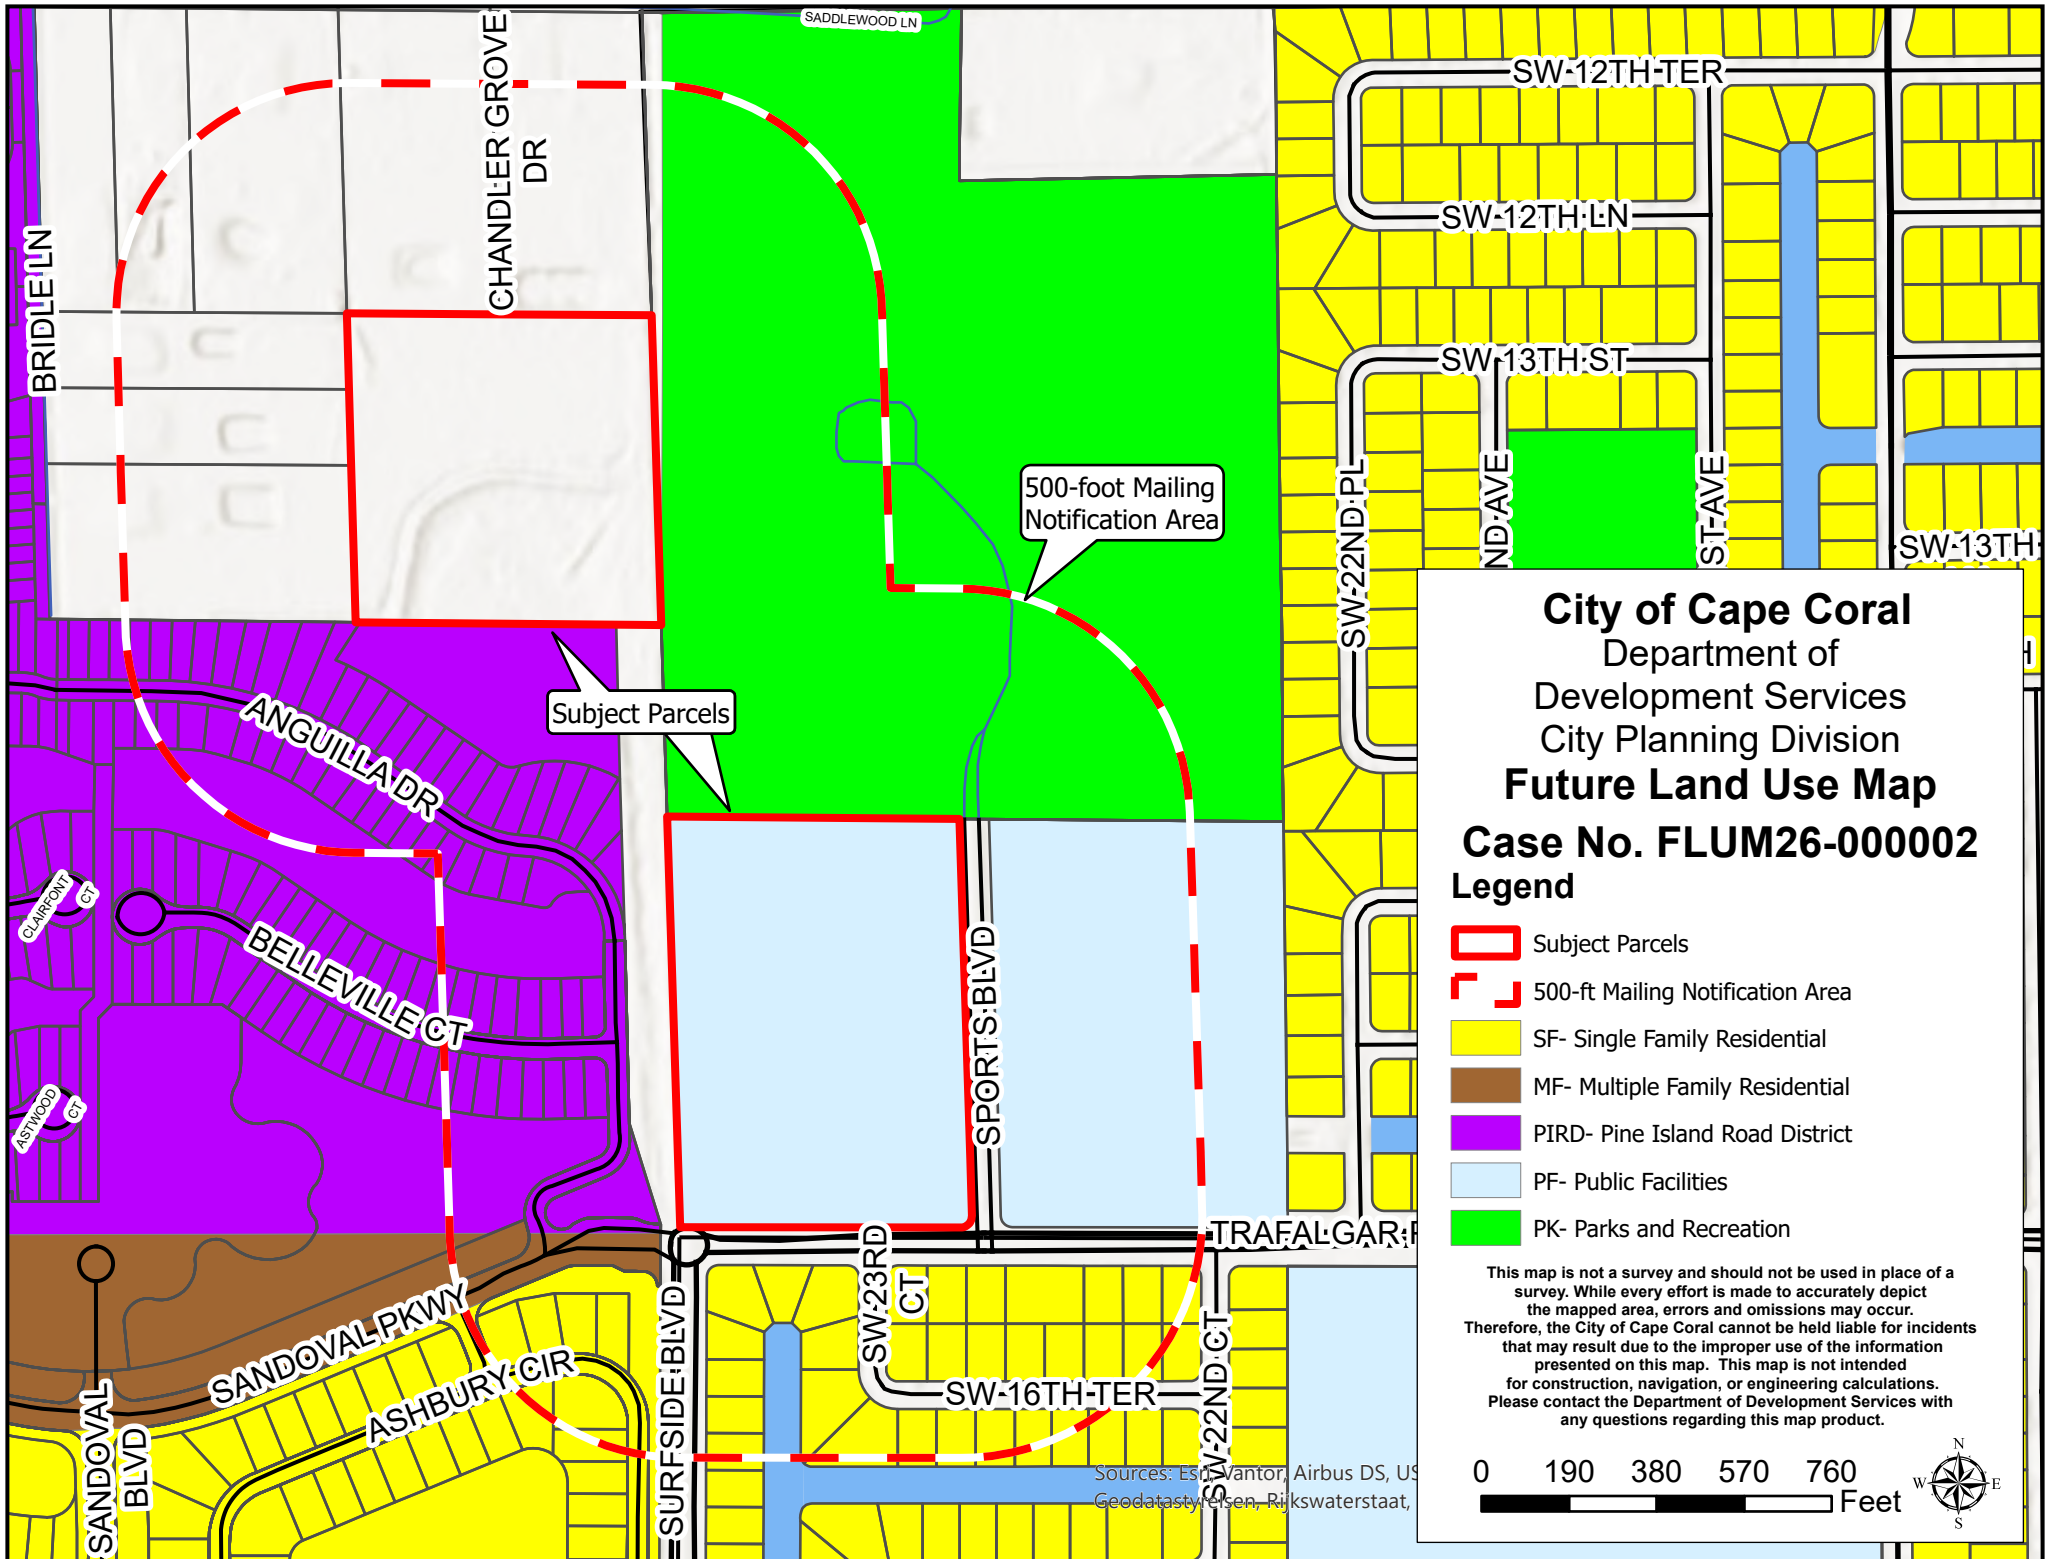 SADDLEWOOD LN
CHANDLER GROVE
DR
BRIDLE LN
SW 12TH TER
SW 12TH LN
SW 13TH ST
SW 22ND PL
ND AVE
ST AVE
SW 13TH
H
500-foot Mailing
Notification Area
Subject Parcels
ANGUILLA DR
BELLEVILLE CT
CLAIRFONT
CT
ASTWOOD
CT
SPORTS BLVD
TRAFALGAR
SW 23RD
CT
SANDOVAL PKWY
ASHBURY CIR
SURFSIDE BLVD
SW 16TH TER
SW 22ND CT
SANDOVAL
BLVD
Sources: Esri, Vantor, Airbus DS, US
Geodatastyrelsen, Rijkswaterstaat,
City of Cape Coral
Department of
Development Services
City Planning Division
Future Land Use Map
Case No. FLUM26-000002
Legend
Subject Parcels
500-ft Mailing Notification Area
SF- Single Family Residential
MF- Multiple Family Residential
PIRD- Pine Island Road District
PF- Public Facilities
PK- Parks and Recreation
This map is not a survey and should not be used in place of a
survey. While every effort is made to accurately depict
the mapped area, errors and omissions may occur.
Therefore, the City of Cape Coral cannot be held liable for incidents
that may result due to the improper use of the information
presented on this map. This map is not intended
for construction, navigation, or engineering calculations.
Please contact the Department of Development Services with
any questions regarding this map product.
0 190 380 570 760
Feet
N
W E
S